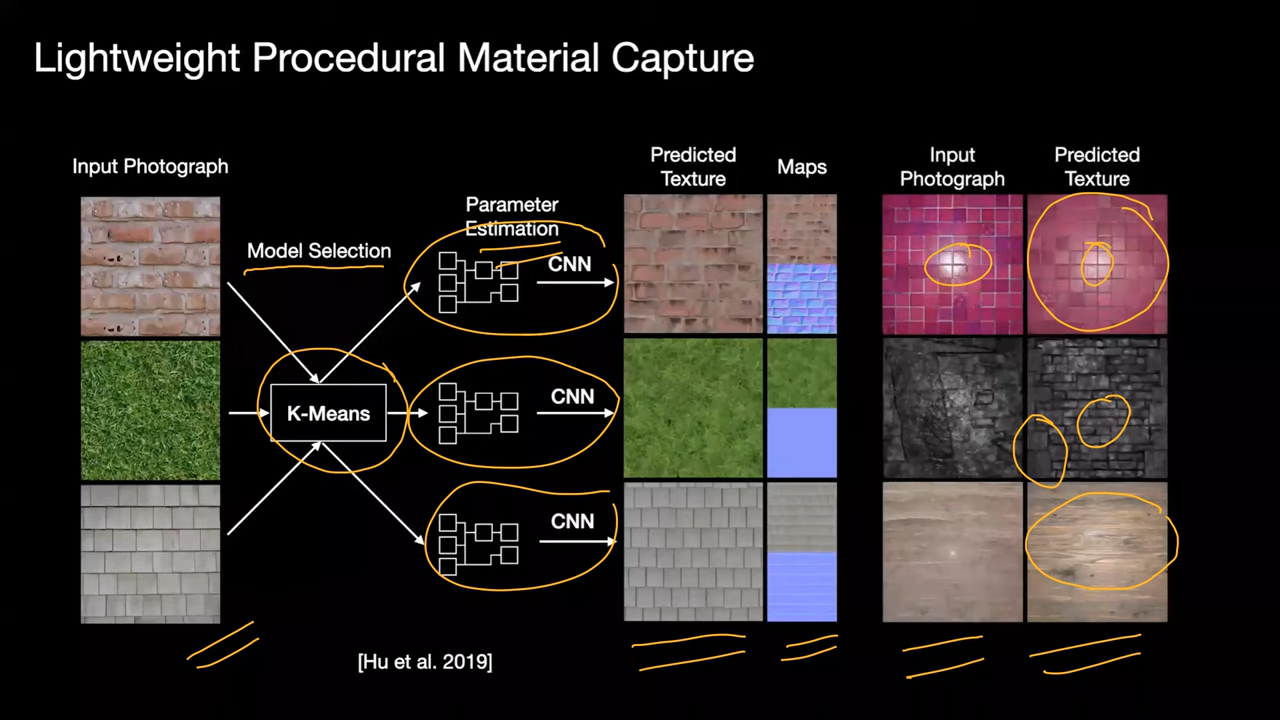 Lightweight Procedural Material Capture
Input Photograph
Model Selection
K-Means
Parameter
Estimation
CNN
CNN
CNN
Predicted
Texture
Maps
Input
Photograph
Predicted
Texture
[Hu et al. 2019]